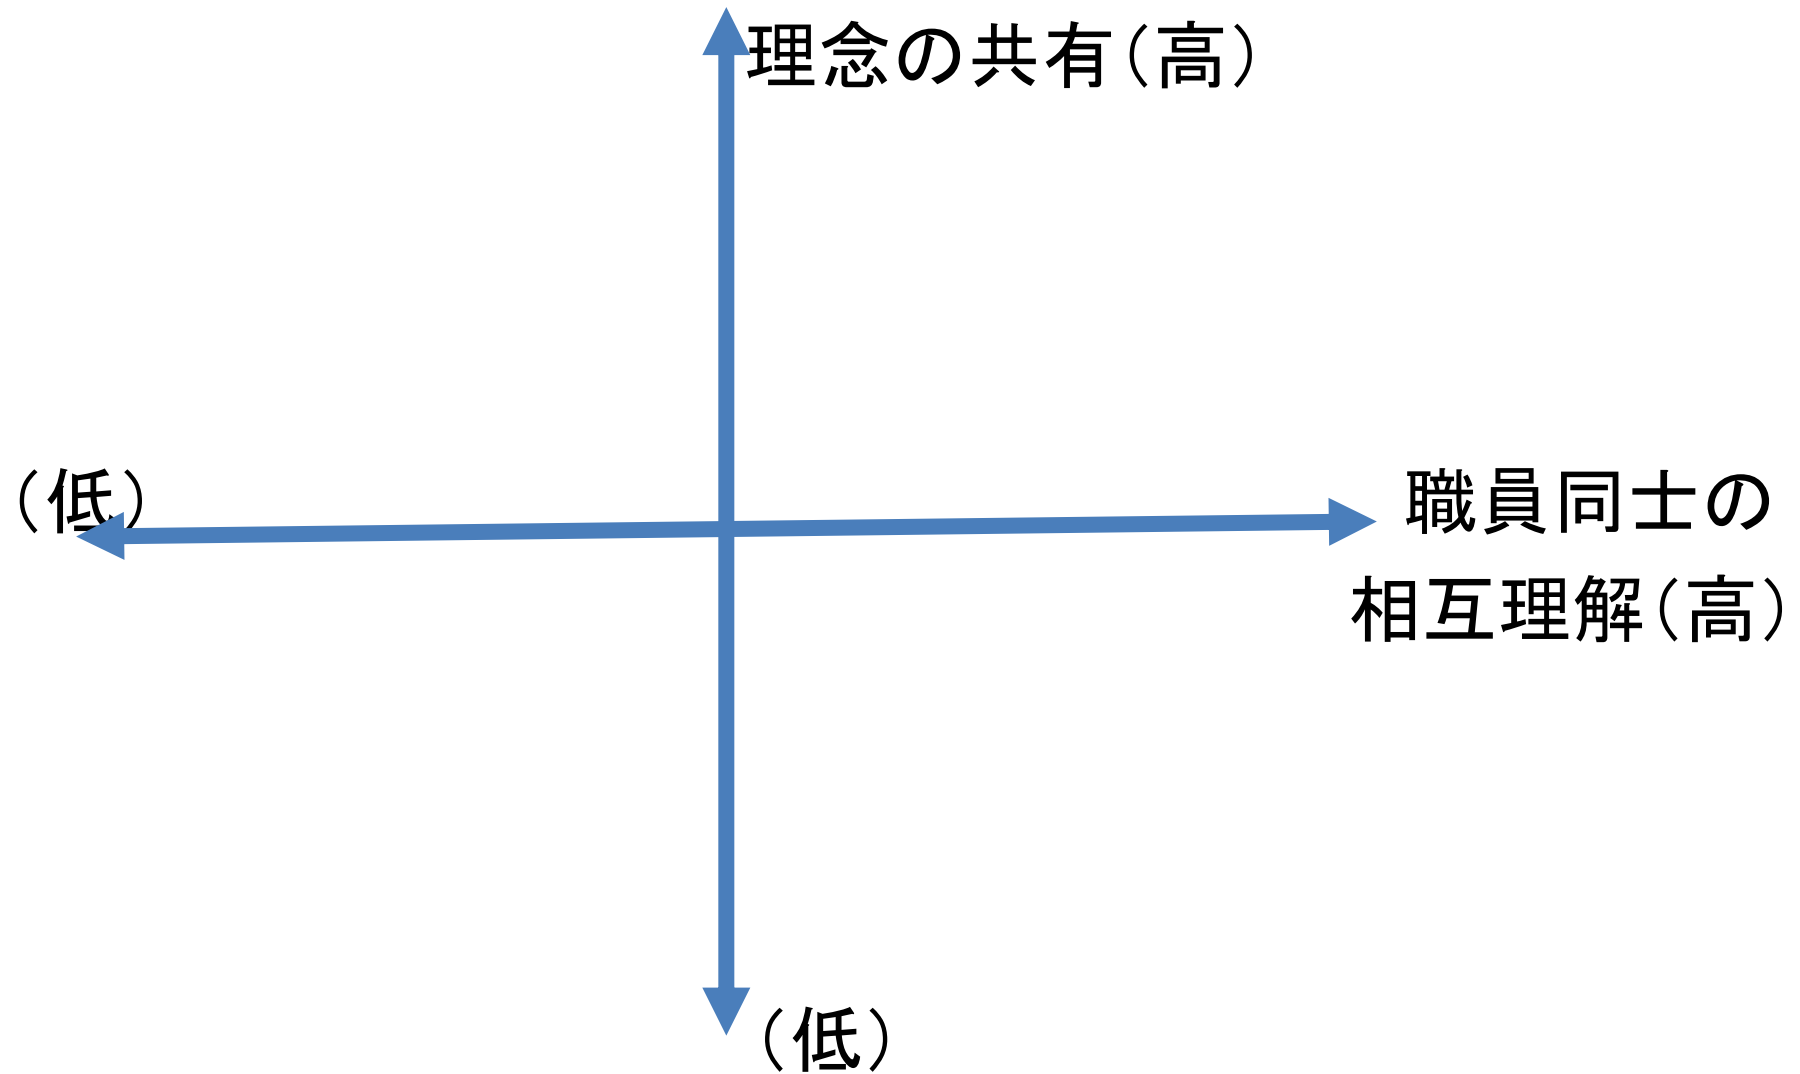 理念の共有(高)
(低)
職員同士の
相互理解(高)
(低)